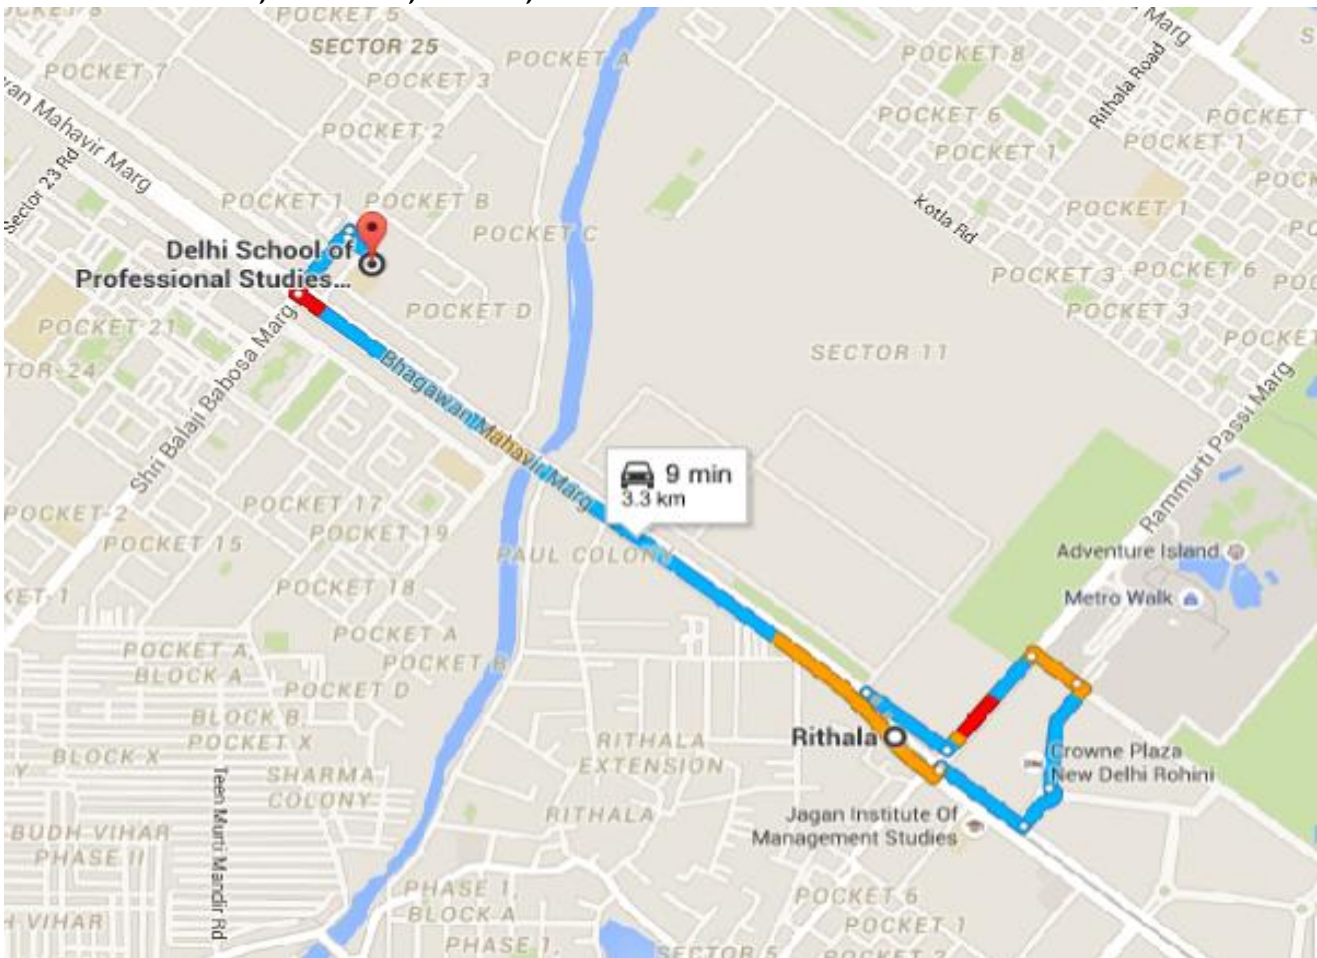 POCKET 5
SECTOR 25
POCKET A
POCKET 7
POCKET 3
POCKET 2
Marg
Rithala Road
POCKET 8
POCKET 6
POCKET
POCKET 1
POCKET 1
Mahavir Marg
Sector 23 Rd
POCKET 1
POCKET B
POCKET C
POCKET 1
Kotla Rd
Delhi School of
Professional Studies...
POCKET 3
POCKET 6
POCKET D
POCKET 3
POCKET 21
POCKET
SECTOR 11
TOR-24
Shri Balaji Babosa Marg
Bhagawan Mahavir Marg
Rammurti Passi Marg
9 min
3.3 km
POCKET-2
POCKET 17
POCKET 19
POCKET 15
PAUL COLONY
Adventure Island
POCKET 18
KET-1
Metro Walk
POCKET A
POCKET A,
BLOCK A
POCKET B
POCKET D
BLOCK B,
POCKET X
Rithala
RITHALA
EXTENSION
BLOCK X
Crowne Plaza
New Delhi Rohini
SHARMA
COLONY
Teen Murti Mandir Rd
RITHALA
Jagan Institute Of
Management Studies
BUDH VIHAR
PHASE II
PHASE 1,
BLOCK A
POCKET 6
POCKET 1
H VIHAR
PHASE 1,
SECTOR 5
POCKET 2